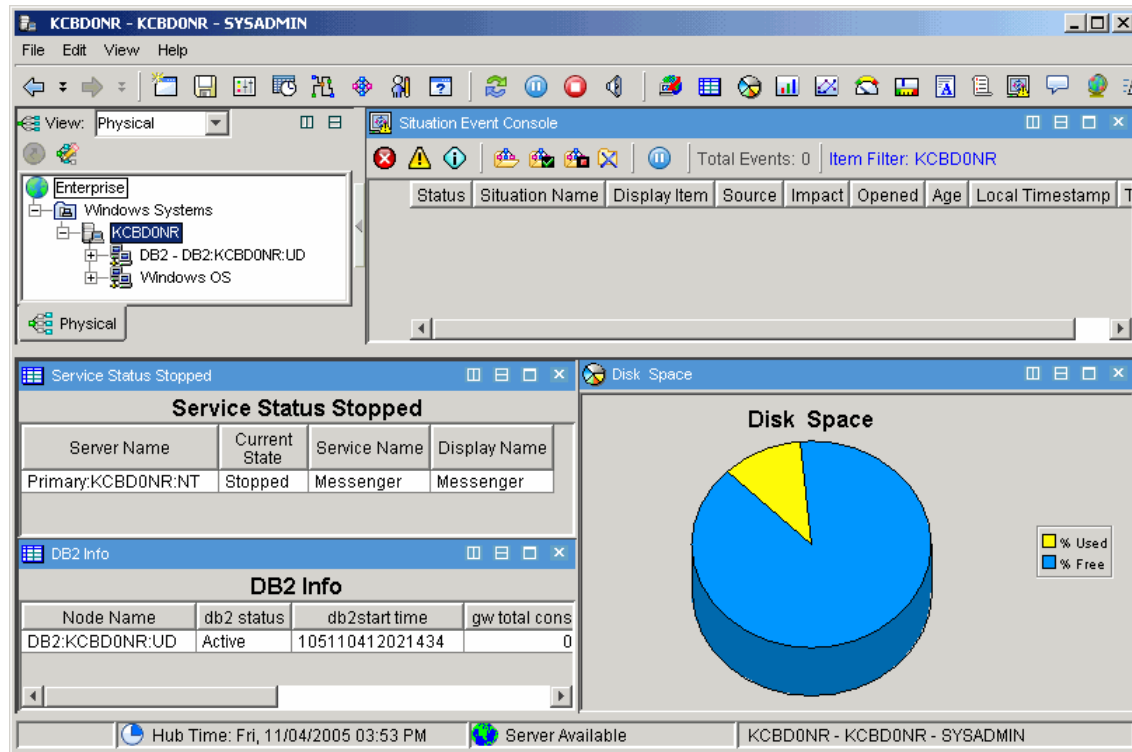 KCBD0NR - KCBD0NR - SYSADMIN
File Edit View Help
View: Physical
Enterprise
Windows Systems
KCBD0NR
DB2 - DB2:KCBD0NR:UD
Windows OS
Physical
Situation Event Console
Total Events: 0 Item Filter: KCBD0NR
Status Situation Name Display Item Source Impact Opened Age Local Timestamp T
Service Status Stopped
Service Status Stopped
Server Name Current State Service Name Display Name
Primary:KCBD0NR:NT Stopped Messenger Messenger
DB2 Info
DB2 Info
Node Name db2 status db2start time gw total cons
DB2:KCBD0NR:UD Active 105110412021434 0
Disk Space
Disk Space
% Used
% Free
Hub Time: Fri, 11/04/2005 03:53 PM Server Available KCBD0NR - KCBD0NR - SYSADMIN